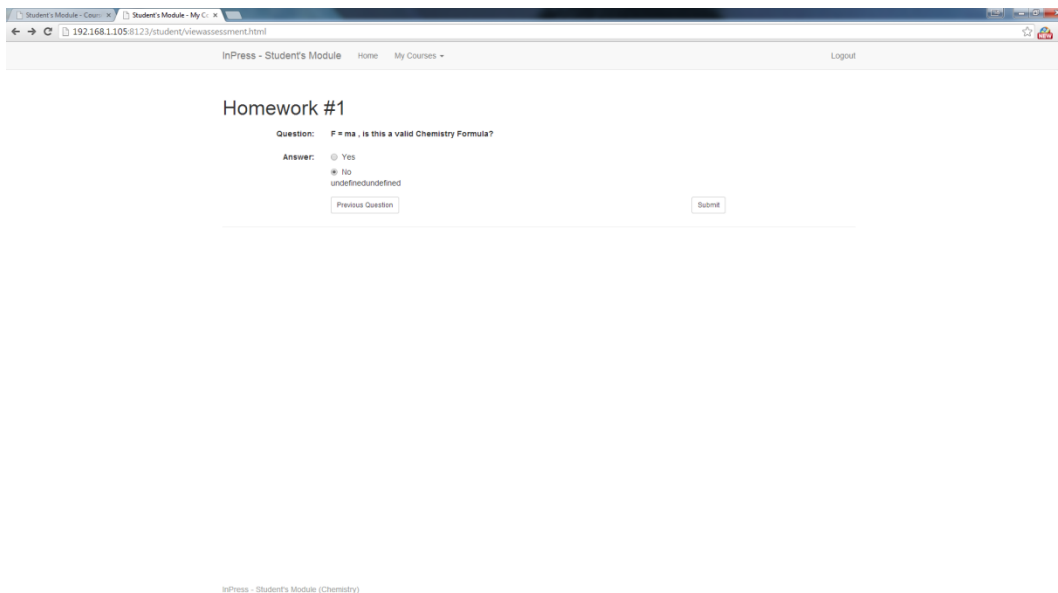 Student's Module - Cours
Student's Module - My Co
192.168.1.105:8123/student/viewassessment.html
NEW
InPress - Student's Module Home My Courses Logout
Homework #1
Question: F = ma , is this a valid Chemistry Formula?
Answer: Yes
No
undefinedundefined
Previous Question Submit
InPress - Student's Module (Chemistry)